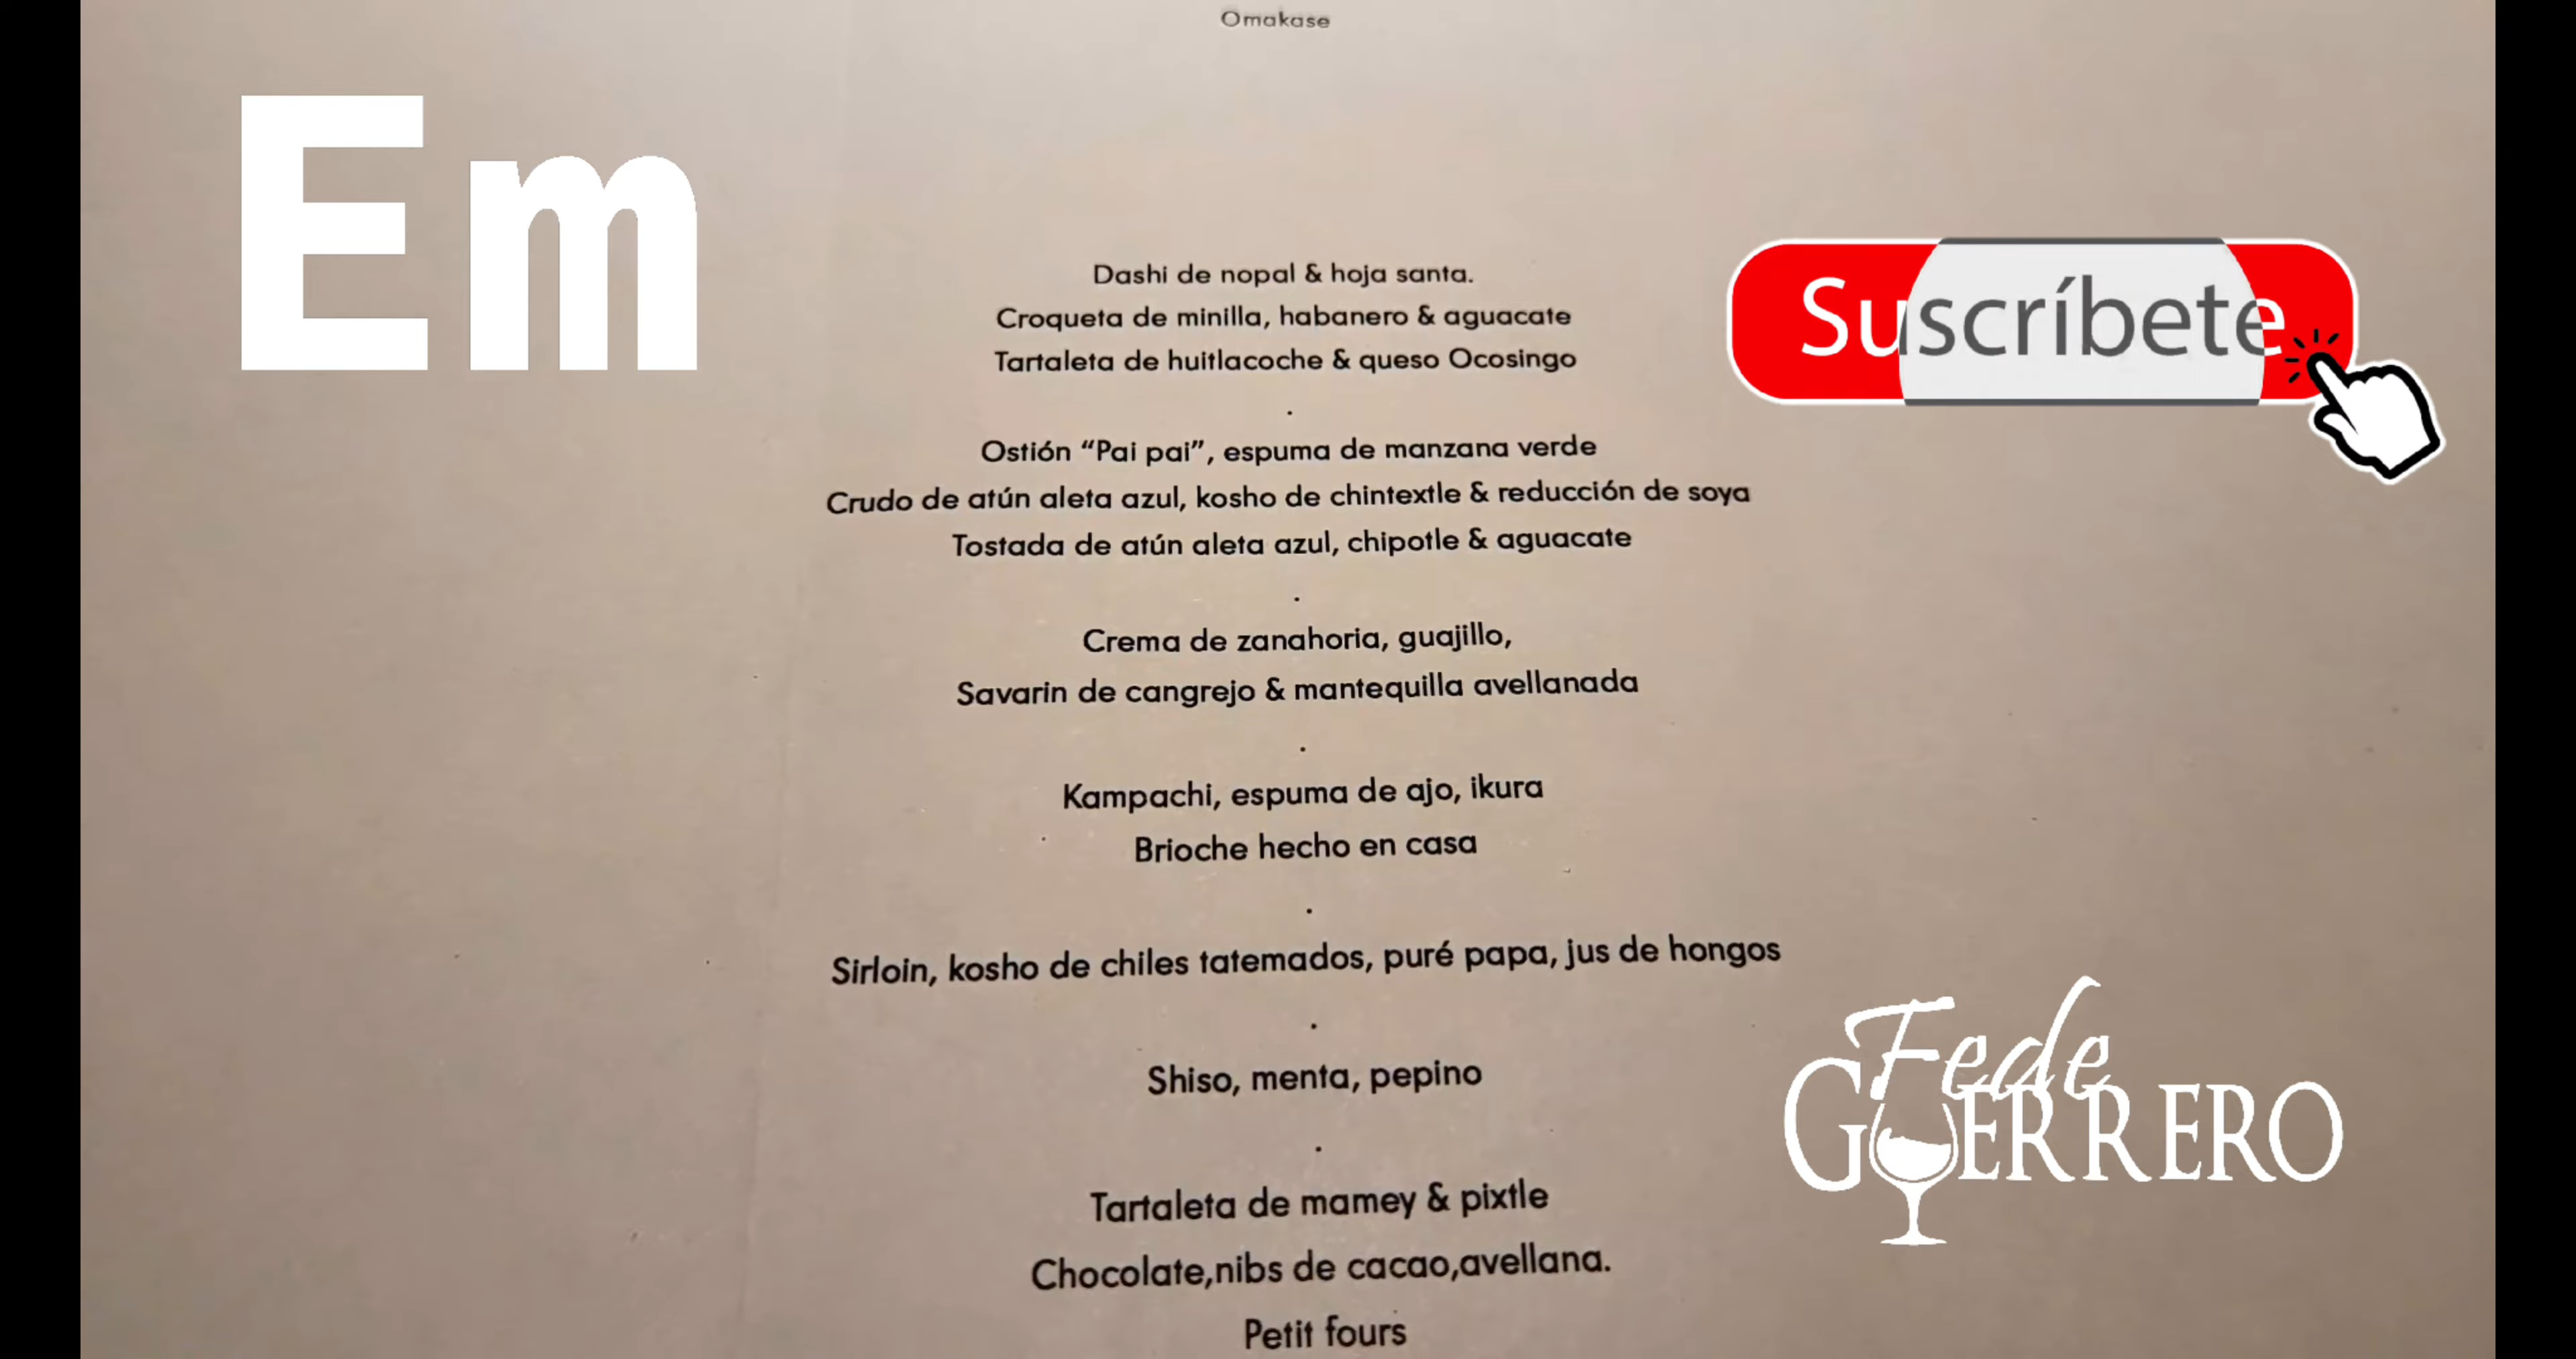 Omakase
Em
Dashi de nopal & hoja santa.
Croqueta de minilla, habanero & aguacate
Tartaleta de huitlacoche & queso Ocosingo
Suscríbete
Ostión “Pai pai”, espuma de manzana verde
Crudo de atún aleta azul, kosho de chintextle & reducción de soya
Tostada de atún aleta azul, chipotle & aguacate
Crema de zanahoria, guajillo,
Savarin de cangrejo & mantequilla avellanada
Kampachi, espuma de ajo, ikura
Brioche hecho en casa
Sirloin, kosho de chiles tatemados, puré papa, jus de hongos
Shiso, menta, pepino
Fede
GUERRERO
Tartaleta de mamey & pixtle
Chocolate,nibs de cacao,avellana.
Petit fours